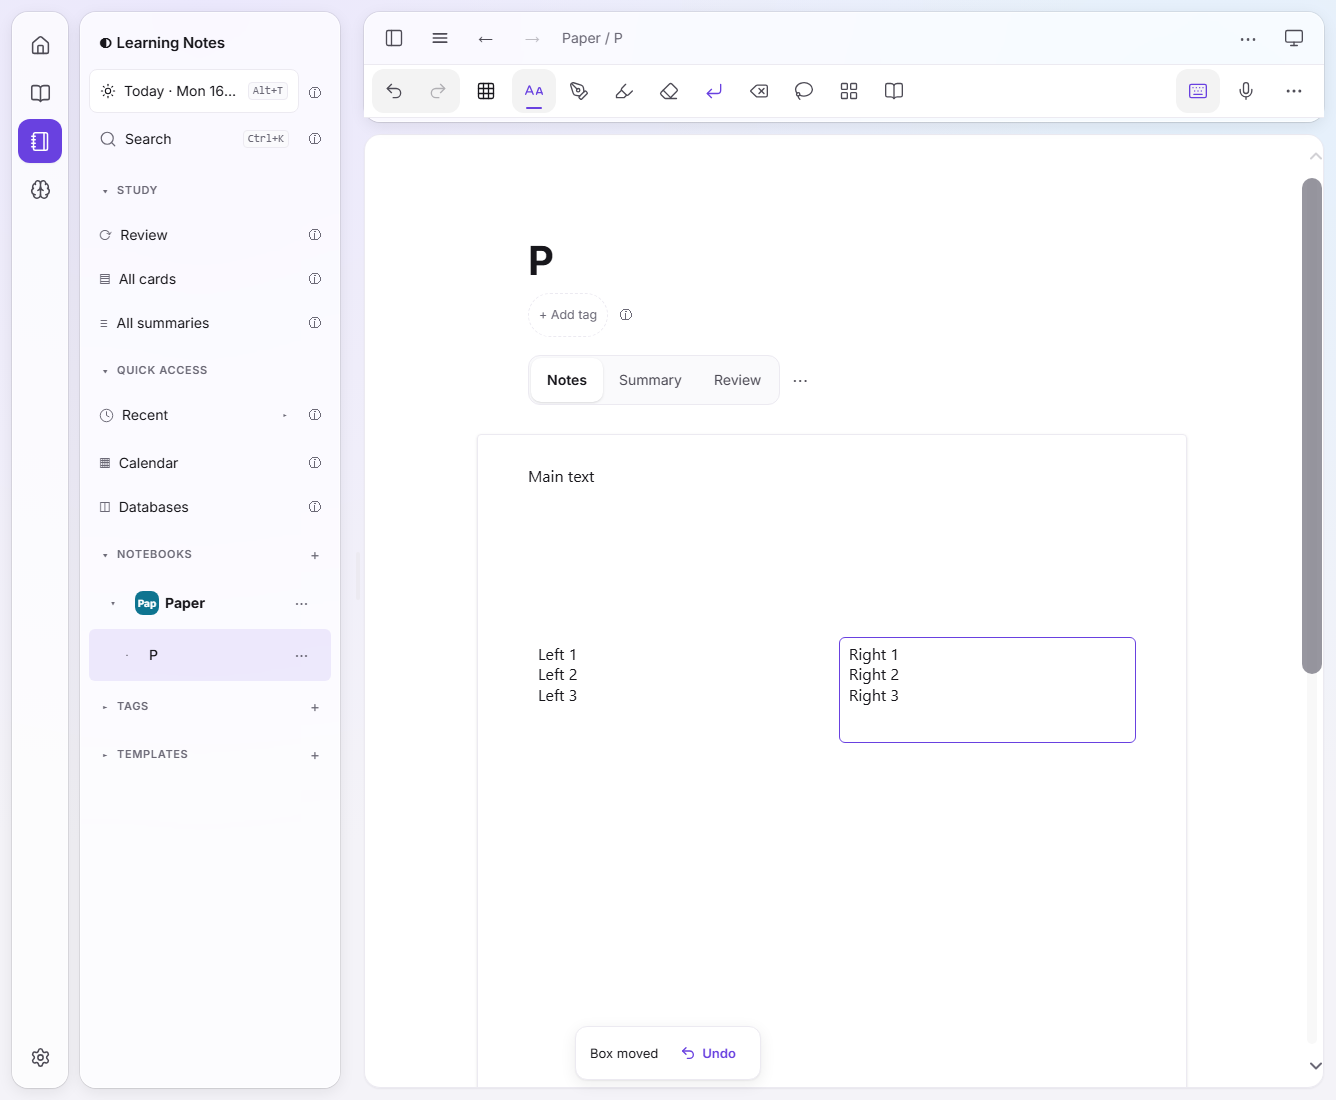 Learning Notes
Today · Mon 16... Alt+T
Search Ctrl+K
STUDY
Review
All cards
All summaries
QUICK ACCESS
Recent
Calendar
Databases
NOTEBOOKS
Pap Paper
P
TAGS
TEMPLATES
Paper / P
AA
P
+ Add tag
Notes Summary Review
Main text
Left 1
Left 2
Left 3
Right 1
Right 2
Right 3
Box moved Undo